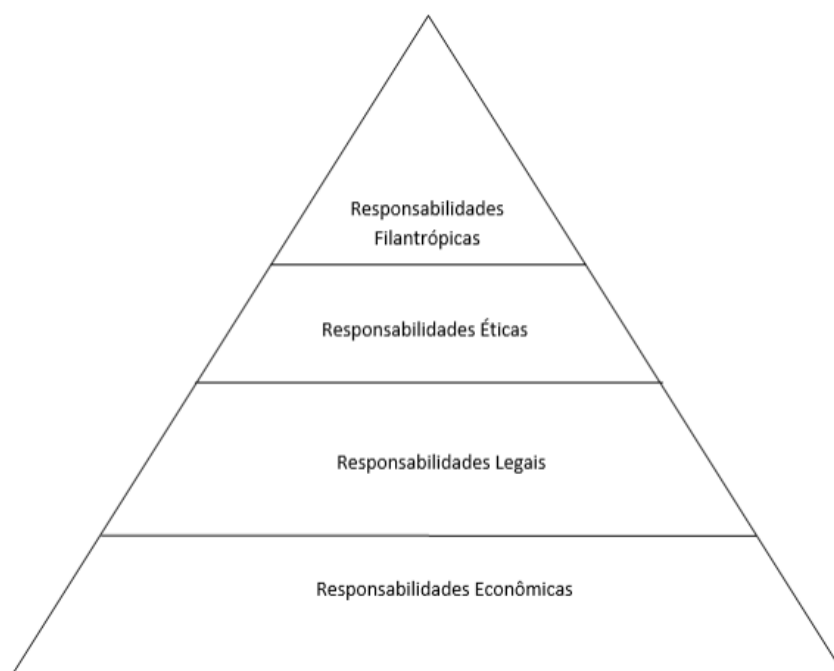 Responsabilidades
Filantrópicas
Responsabilidades Éticas
Responsabilidades Legais
Responsabilidades Econômicas